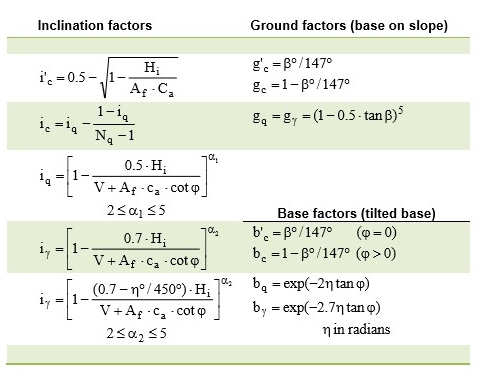 Inclination factors
Ground factors (base on slope)
i'c = 0.5 - √(1 - Hi / (Af · Ca))
g'c = β° / 147°
gc = 1 - β° / 147°
ic = iq - (1 - iq) / (Nq - 1)
gq = gγ = (1 - 0.5 · tan β)^5
iq = [1 - 0.5 · Hi / (V + Af · ca · cot φ)]^α1
2 ≤ α1 ≤ 5
Base factors (tilted base)
iγ = [1 - 0.7 · Hi / (V + Af · ca · cot φ)]^α2
b'c = β° / 147° (φ = 0)
bc = 1 - β° / 147° (φ > 0)
iγ = [1 - (0.7 - η° / 450°) · Hi / (V + Af · ca · cot φ)]^α2
2 ≤ α2 ≤ 5
bq = exp(-2η tan φ)
bγ = exp(-2.7η tan φ)
η in radians